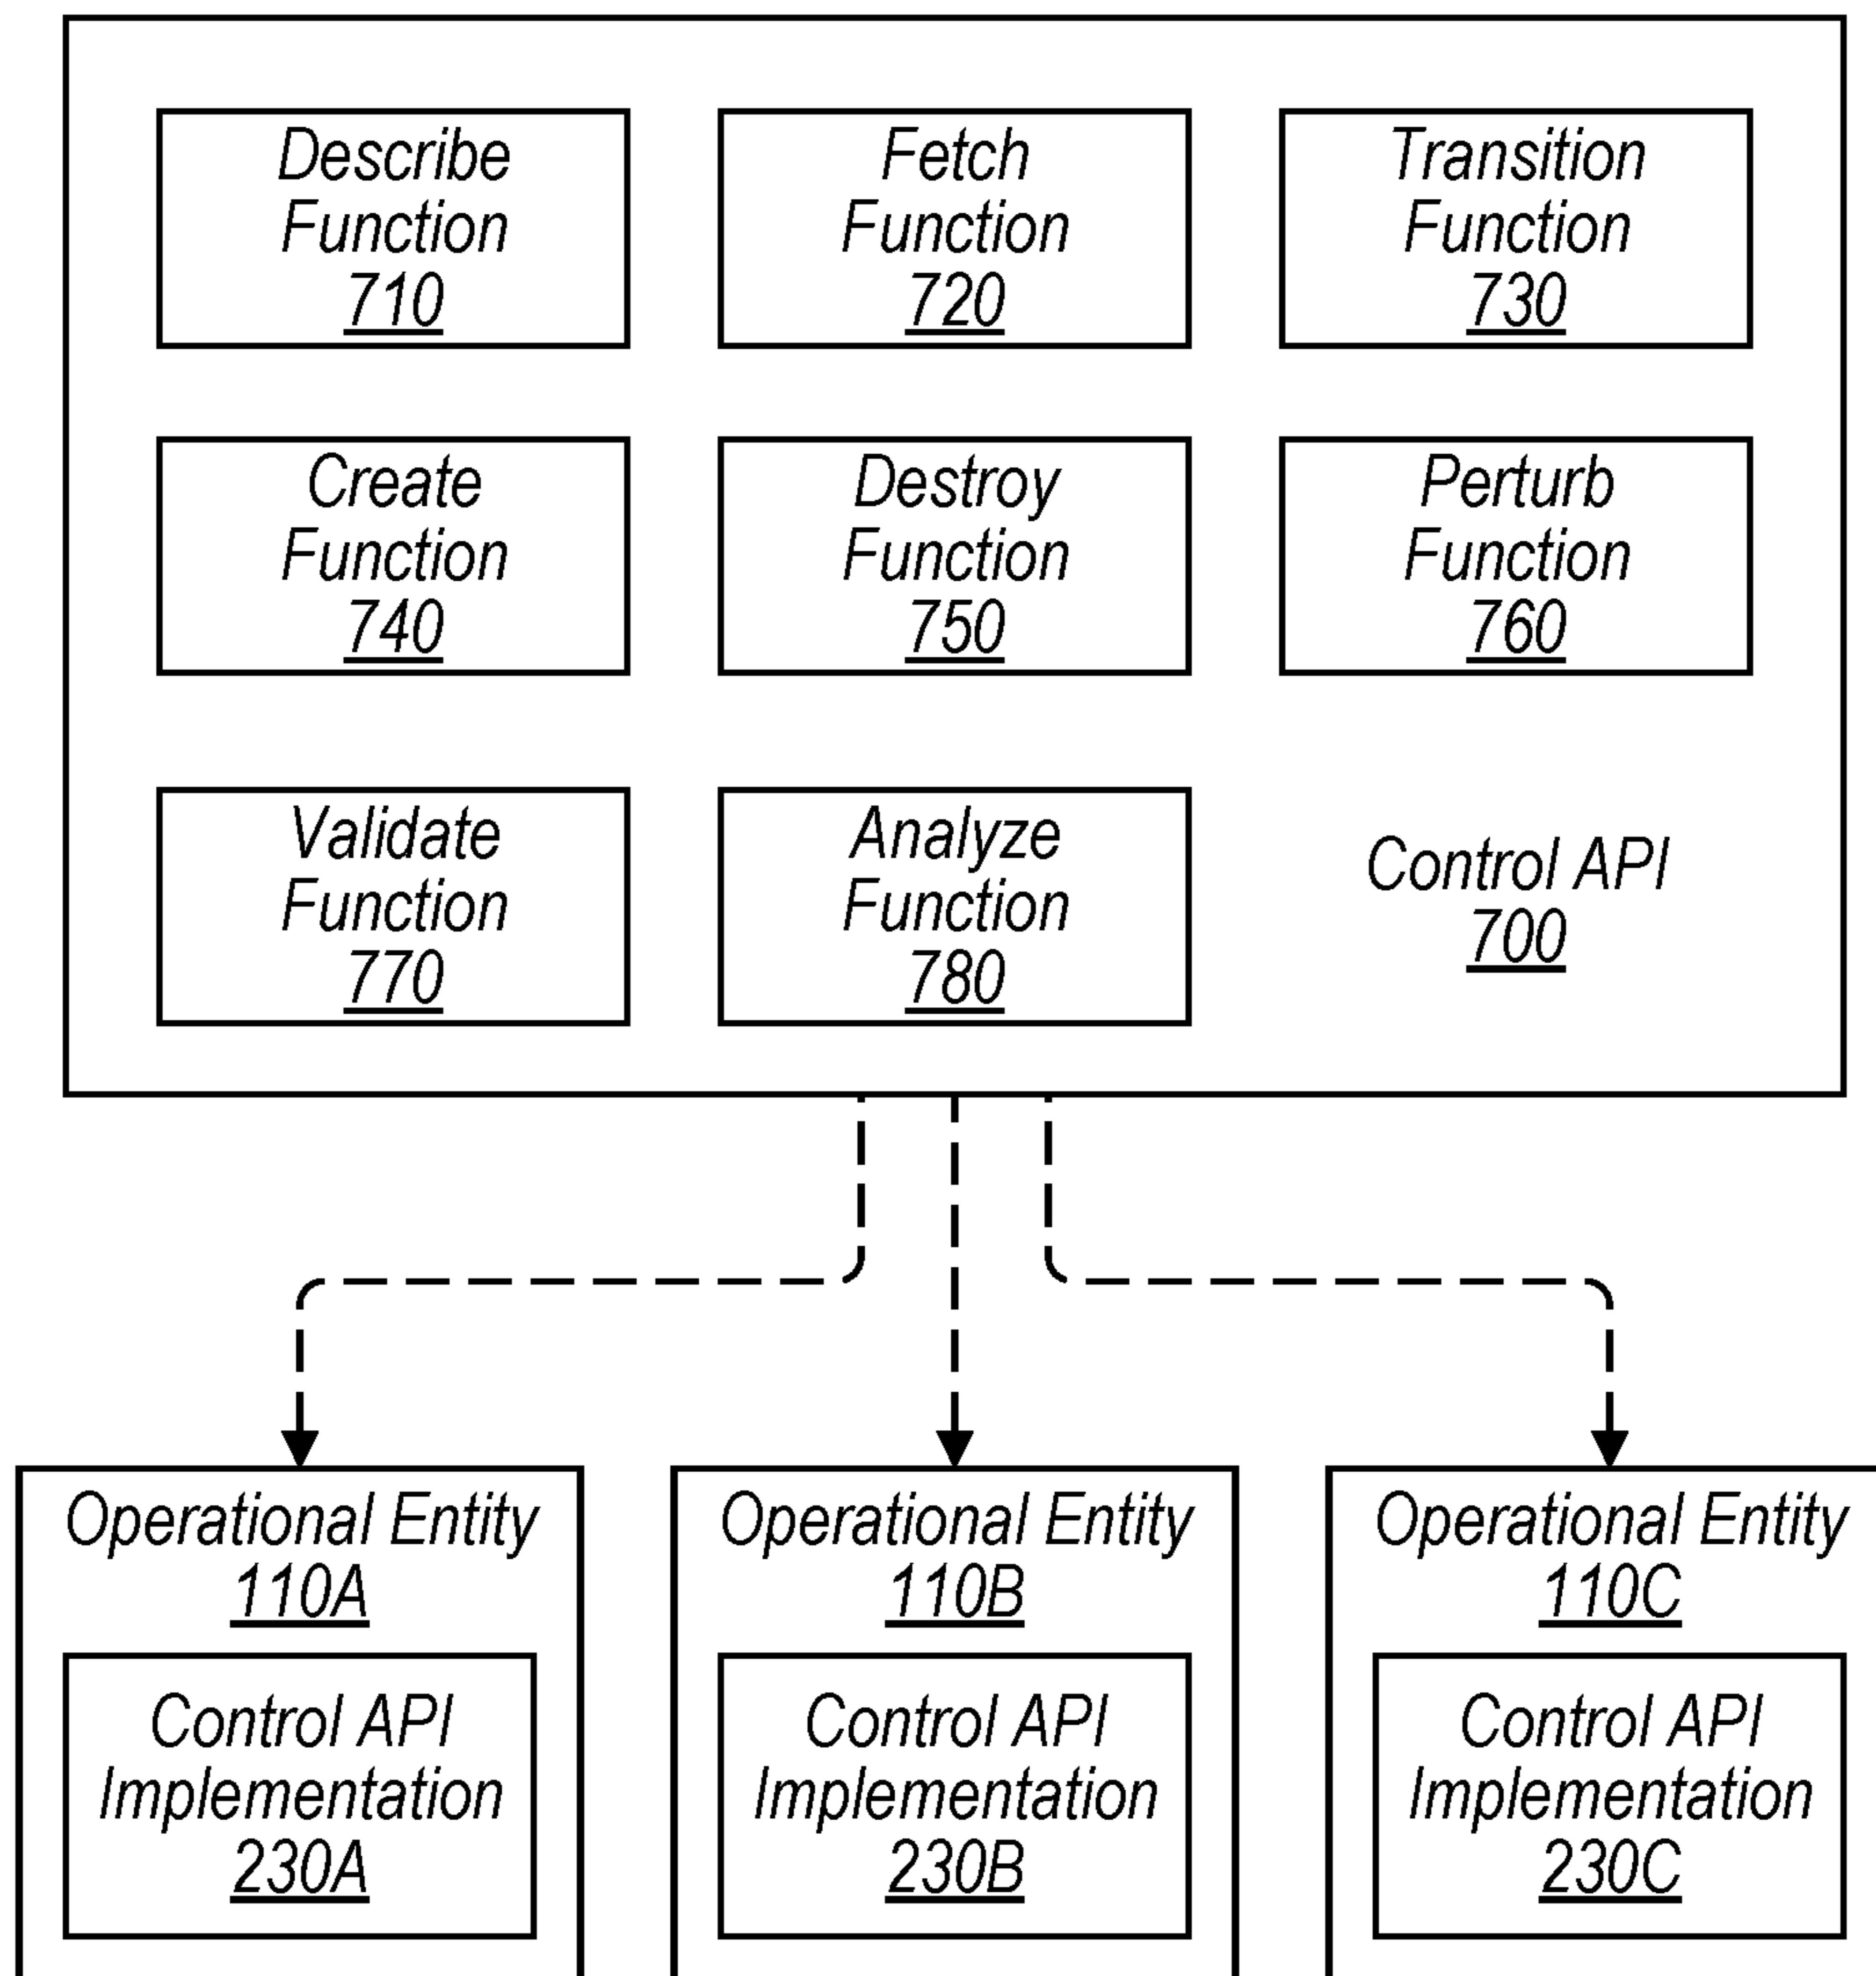 Describe
Function
710
Fetch
Function
720
Transition
Function
730
Create
Function
740
Destroy
Function
750
Perturb
Function
760
Validate
Function
770
Analyze
Function
780
Control API
700
Operational Entity
110A
Control API
Implementation
230A
Operational Entity
110B
Control API
Implementation
230B
Operational Entity
110C
Control API
Implementation
230C